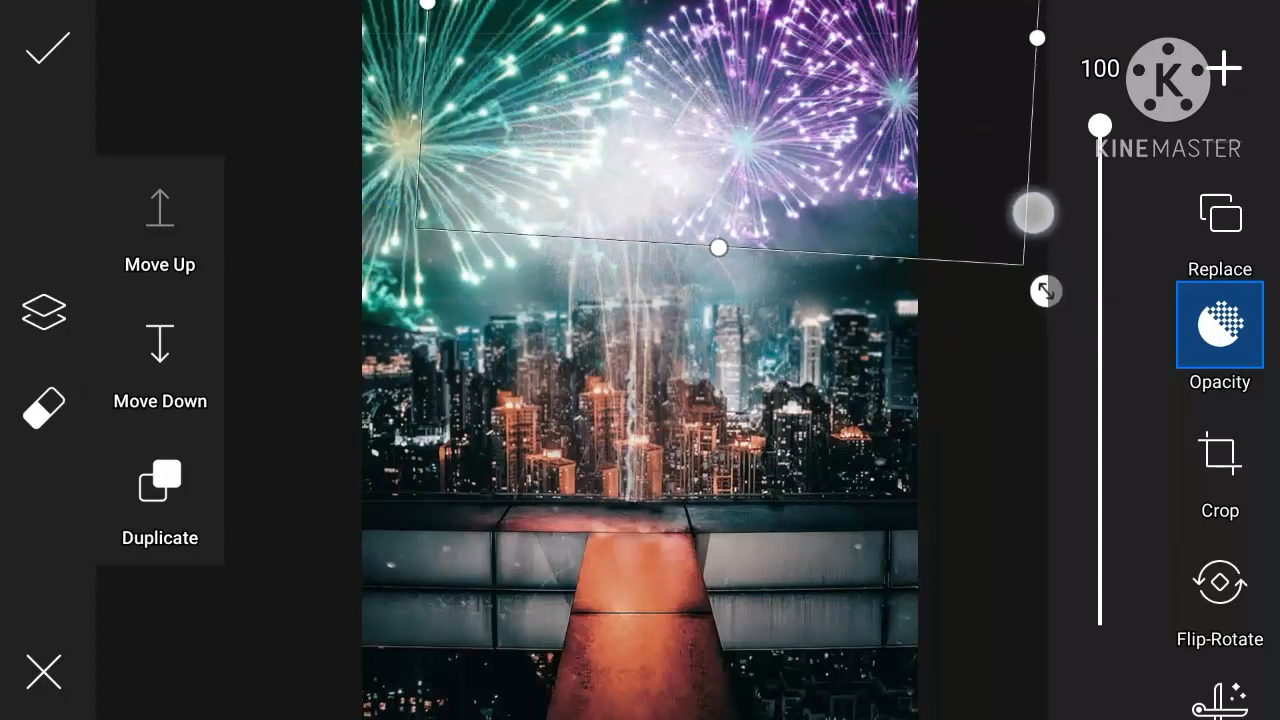 100
K
KINEMASTER
Move Up
Replace
Move Down
Opacity
Crop
Duplicate
Flip-Rotate